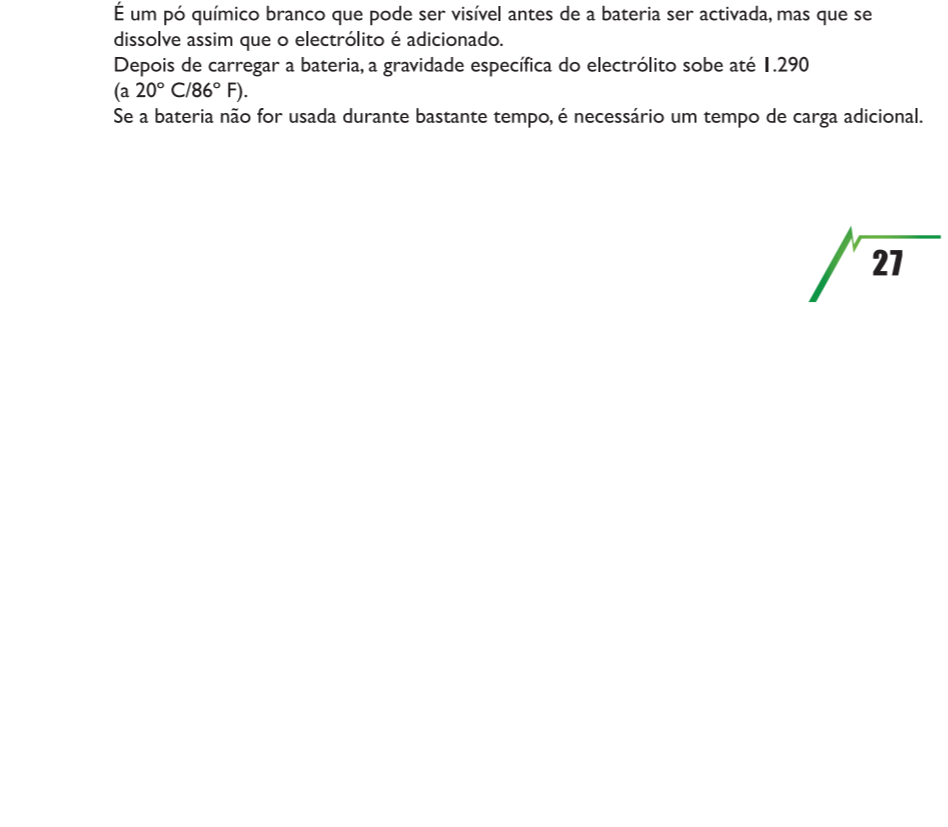 É um pó químico branco que pode ser visível antes de a bateria ser activada, mas que se
dissolve assim que o electrólito é adicionado.
Depois de carregar a bateria, a gravidade específica do electrólito sobe até 1.290
(a 20º C/86º F).
Se a bateria não for usada durante bastante tempo, é necessário um tempo de carga adicional.
27